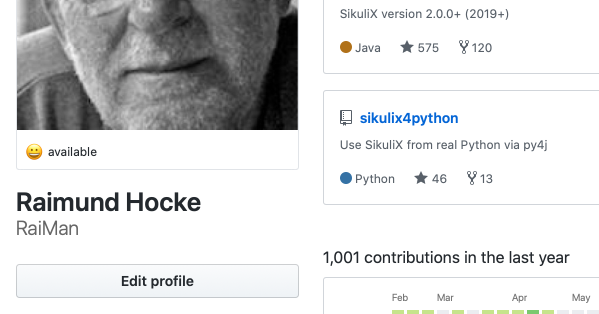 SikuliX version 2.0.0+ (2019+)
Java 575 120
sikulix4python
Use SikuliX from real Python via py4j
Python 46 13
available
Raimund Hocke
RaiMan
Edit profile
1,001 contributions in the last year
Feb Mar Apr May